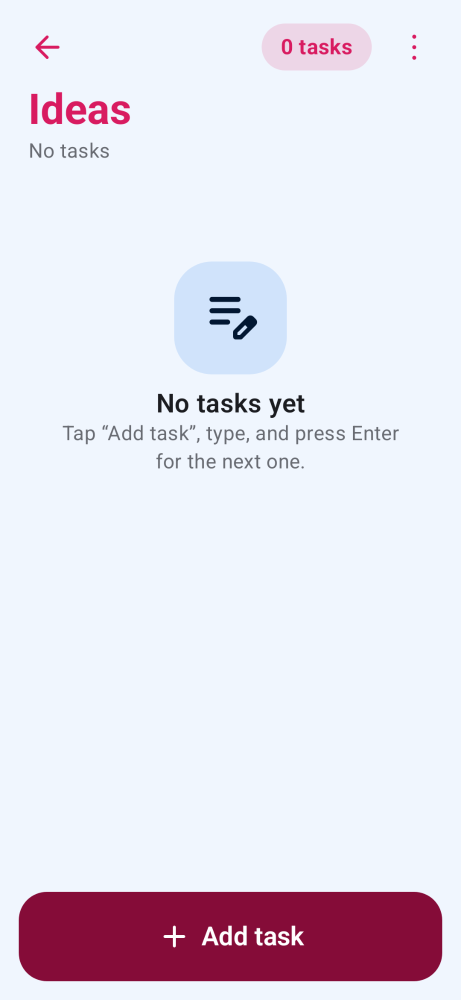 0 tasks
Ideas
No tasks
No tasks yet
Tap “Add task”, type, and press Enter
for the next one.
Add task